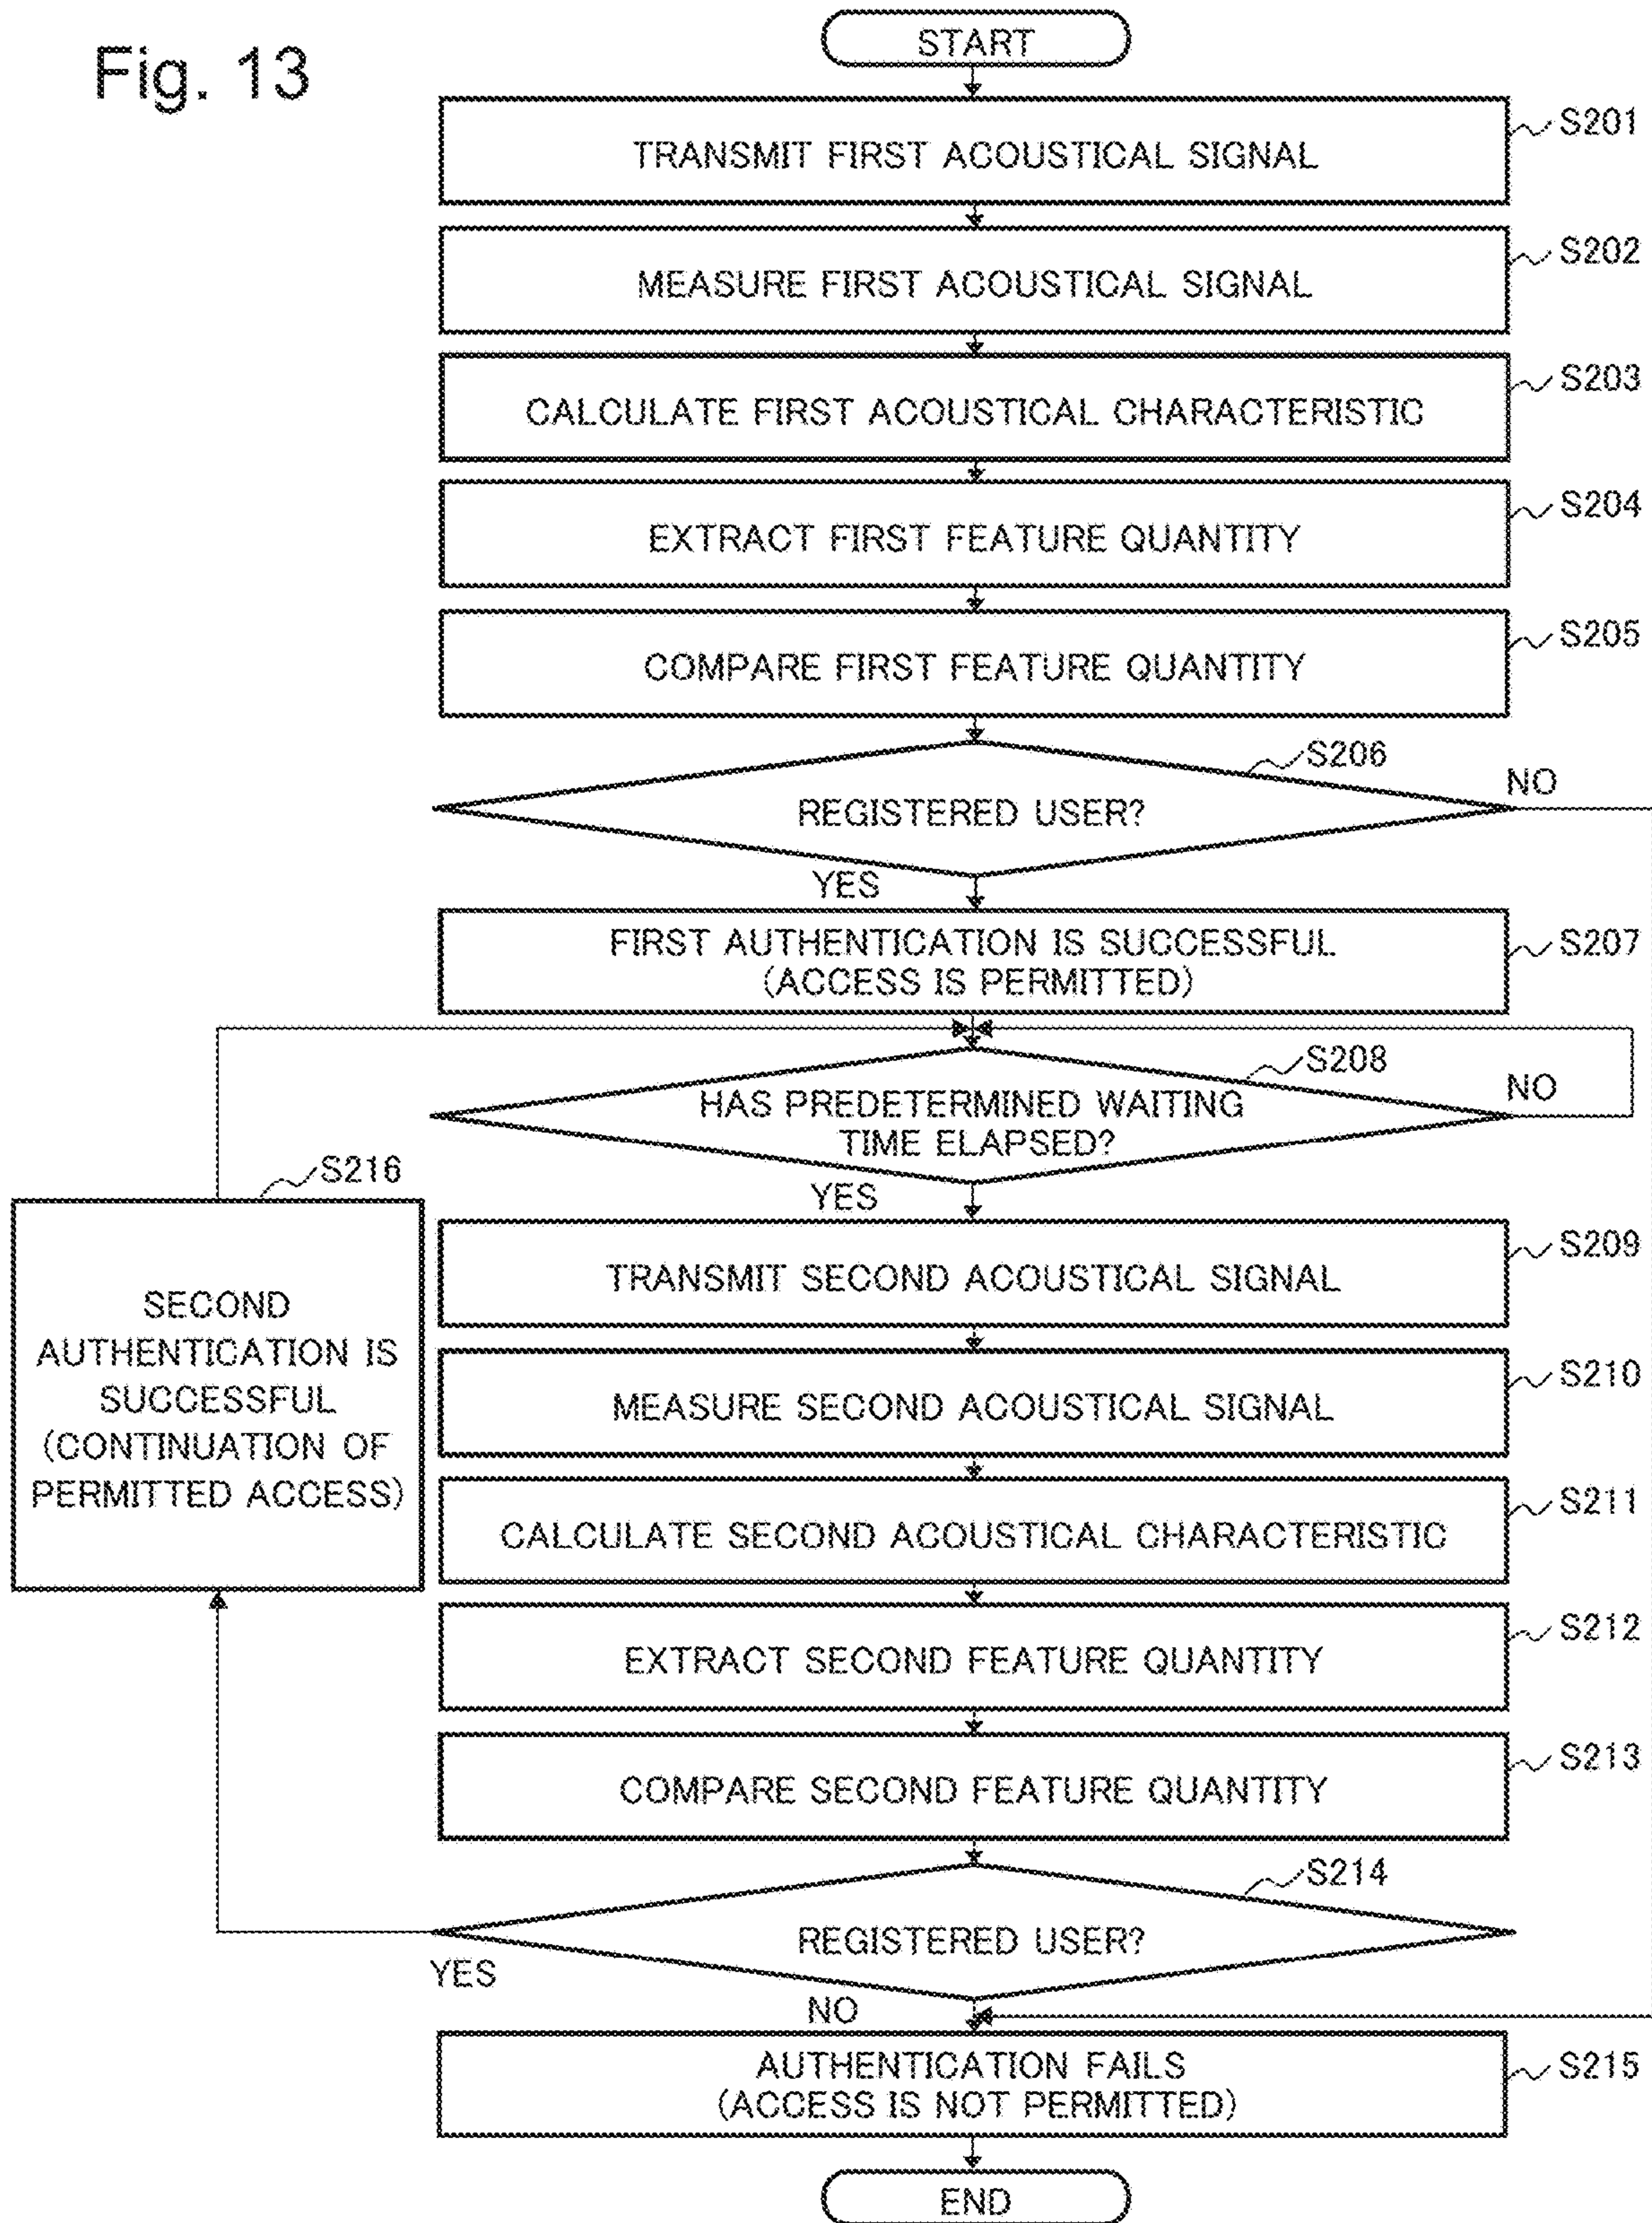 Fig. 13
START
TRANSMIT FIRST ACOUSTICAL SIGNAL
S201
MEASURE FIRST ACOUSTICAL SIGNAL
S202
CALCULATE FIRST ACOUSTICAL CHARACTERISTIC
S203
EXTRACT FIRST FEATURE QUANTITY
S204
COMPARE FIRST FEATURE QUANTITY
S205
REGISTERED USER?
S206
NO
YES
FIRST AUTHENTICATION IS SUCCESSFUL
(ACCESS IS PERMITTED)
S207
HAS PREDETERMINED WAITING
TIME ELAPSED?
S208
NO
YES
TRANSMIT SECOND ACOUSTICAL SIGNAL
S209
MEASURE SECOND ACOUSTICAL SIGNAL
S210
CALCULATE SECOND ACOUSTICAL CHARACTERISTIC
S211
EXTRACT SECOND FEATURE QUANTITY
S212
COMPARE SECOND FEATURE QUANTITY
S213
REGISTERED USER?
S214
YES
NO
S216
SECOND
AUTHENTICATION IS
SUCCESSFUL
(CONTINUATION OF
PERMITTED ACCESS)
AUTHENTICATION FAILS
(ACCESS IS NOT PERMITTED)
S215
END